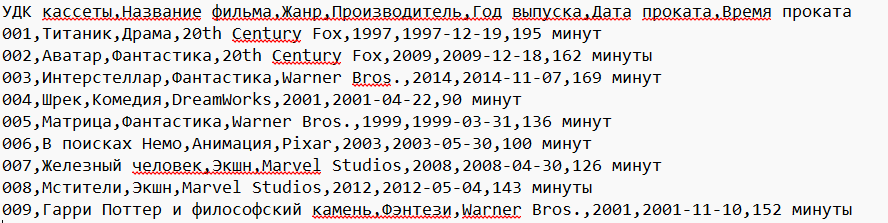 УДК кассеты,Название фильма,Жанр,Производитель,Год выпуска,Дата проката,Время проката
001,Титаник,Драма,20th Century Fox,1997,1997-12-19,195 минут
002,Аватар,Фантастика,20th Century Fox,2009,2009-12-18,162 минуты
003,Интерстеллар,Фантастика,Warner Bros.,2014,2014-11-07,169 минут
004,Шрек,Комедия,DreamWorks,2001,2001-04-22,90 минут
005,Матрица,Фантастика,Warner Bros.,1999,1999-03-31,136 минут
006,В поисках Немо,Анимация,Pixar,2003,2003-05-30,100 минут
007,Железный человек,Экшн,Marvel Studios,2008,2008-04-30,126 минут
008,Мстители,Экшн,Marvel Studios,2012,2012-05-04,143 минуты
009,Гарри Поттер и философский камень,Фэнтези,Warner Bros.,2001,2001-11-10,152 минуты